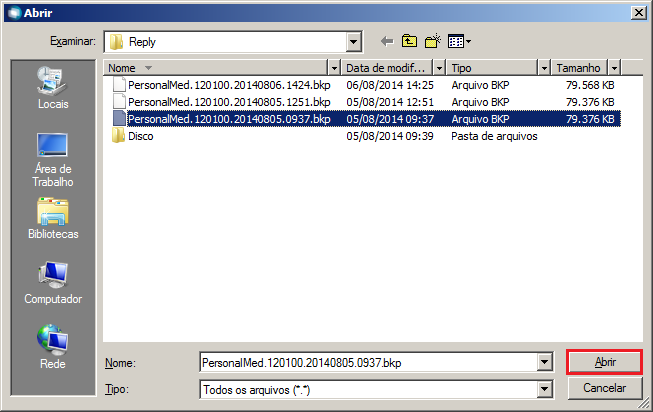 Abrir
Examinar: Reply
Locais
Área de
Trabalho
Bibliotecas
Computador
Rede
Nome Data de modif... Tipo Tamanho
PersonalMed.120100.20140806.1424.bkp 06/08/2014 14:25 Arquivo BKP 79.568 KB
PersonalMed.120100.20140805.1251.bkp 05/08/2014 12:51 Arquivo BKP 79.376 KB
PersonalMed.120100.20140805.0937.bkp 05/08/2014 09:37 Arquivo BKP 79.376 KB
Disco 05/08/2014 09:39 Pasta de arquivos
Nome: PersonalMed.120100.20140805.0937.bkp Abrir
Tipo: Todos os arquivos (*.*) Cancelar